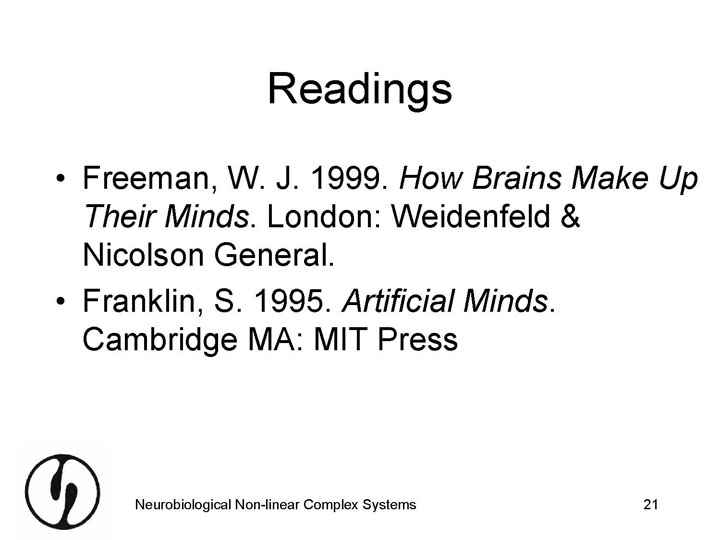 Readings
• Freeman, W. J. 1999. How Brains Make Up
Their Minds. London: Weidenfeld &
Nicolson General.
• Franklin, S. 1995. Artificial Minds.
Cambridge MA: MIT Press
Neurobiological Non-linear Complex Systems
21